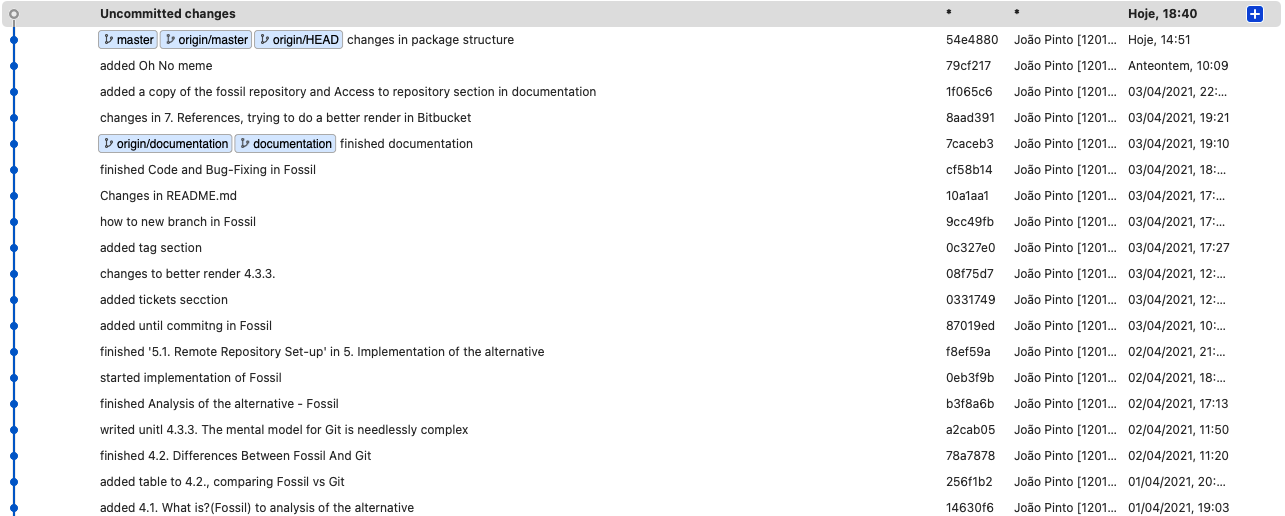 Uncommitted changes * * Hoje, 18:40
master origin/master origin/HEAD changes in package structure 54e4880 João Pinto [1201... Hoje, 14:51
added Oh No meme 79cf217 João Pinto [1201... Anteontem, 10:09
added a copy of the fossil repository and Access to repository section in documentation 1f065c6 João Pinto [1201... 03/04/2021, 22:...
changes in 7. References, trying to do a better render in Bitbucket 8aad391 João Pinto [1201... 03/04/2021, 19:21
origin/documentation documentation finished documentation 7caceb3 João Pinto [1201... 03/04/2021, 19:10
finished Code and Bug-Fixing in Fossil cf58b14 João Pinto [1201... 03/04/2021, 18:...
Changes in README.md 10a1aa1 João Pinto [1201... 03/04/2021, 17:...
how to new branch in Fossil 9cc49fb João Pinto [1201... 03/04/2021, 17:...
added tag section 0c327e0 João Pinto [1201... 03/04/2021, 17:27
changes to better render 4.3.3. 08f75d7 João Pinto [1201... 03/04/2021, 12:...
added tickets secction 0331749 João Pinto [1201... 03/04/2021, 12:...
added until commitng in Fossil 87019ed João Pinto [1201... 03/04/2021, 10:...
finished '5.1. Remote Repository Set-up' in 5. Implementation of the alternative f8ef59a João Pinto [1201... 02/04/2021, 21:...
started implementation of Fossil 0eb3f9b João Pinto [1201... 02/04/2021, 18:...
finished Analysis of the alternative - Fossil b3f8a6b João Pinto [1201... 02/04/2021, 17:13
writed unitl 4.3.3. The mental model for Git is needlessly complex a2cab05 João Pinto [1201... 02/04/2021, 11:50
finished 4.2. Differences Between Fossil And Git 78a7878 João Pinto [1201... 02/04/2021, 11:20
added table to 4.2., comparing Fossil vs Git 256f1b2 João Pinto [1201... 01/04/2021, 20:...
added 4.1. What is?(Fossil) to analysis of the alternative 14630f6 João Pinto [1201... 01/04/2021, 19:03